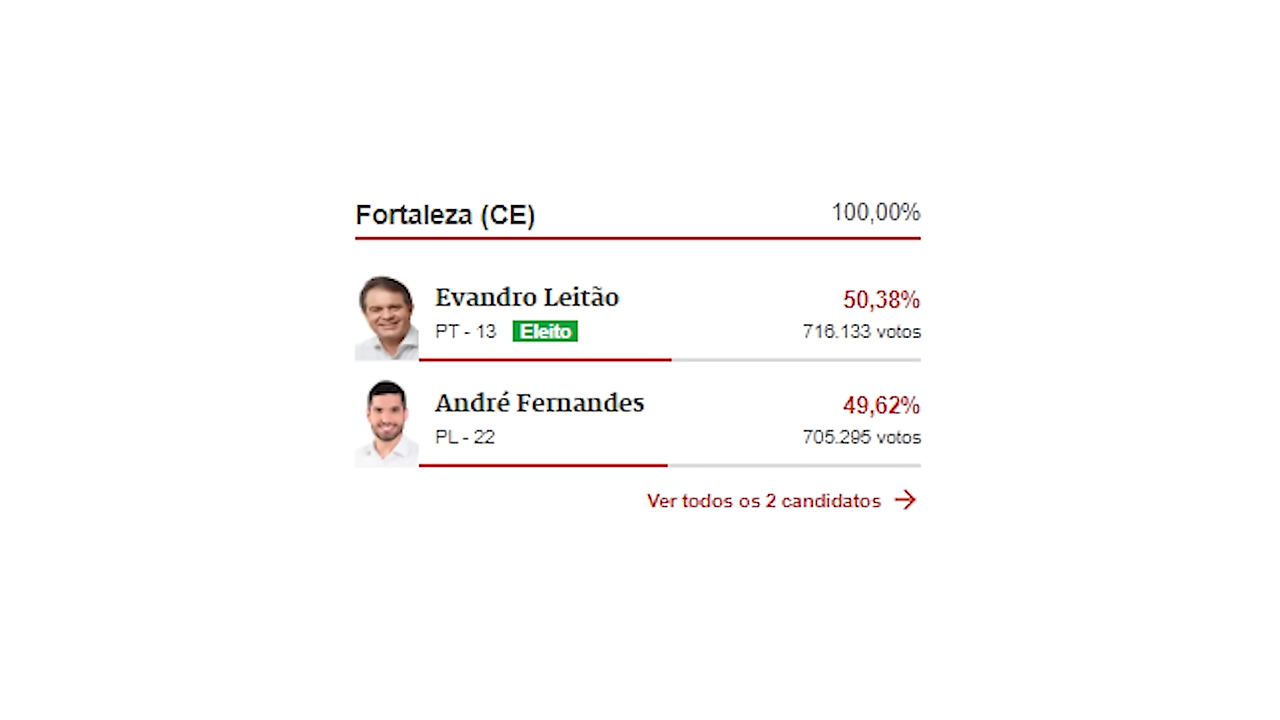 Fortaleza (CE) 100,00%
Evandro Leitão 50,38%
PT - 13 Eleito 716.133 votos
André Fernandes 49,62%
PL - 22 705.295 votos
Ver todos os 2 candidatos →